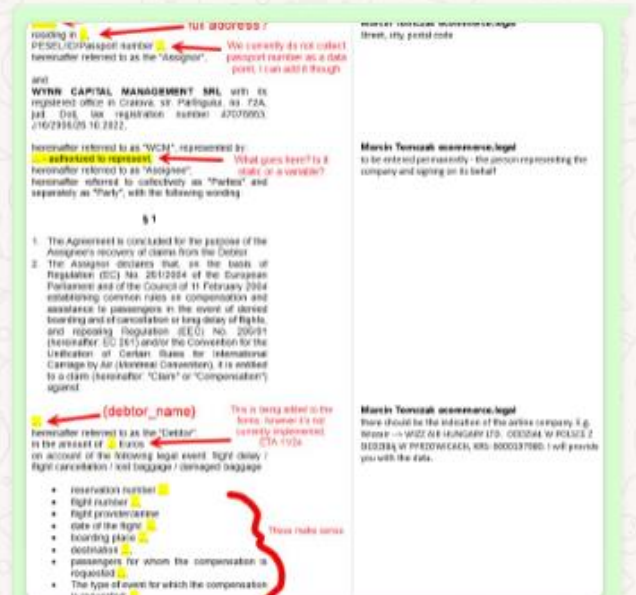 full address?
residing in
PESEL/ID/Passport number
hereinafter referred to as the "Assignor",
We currently do not collect
passport number as a data
point, I can add it though
and
WYNN CAPITAL MANAGEMENT SRL with its
registered office in Craiova, str. Partingului, no. 72A,
jud. Dolj, tax registration number 47076863,
hereinafter referred to as "WCM", represented by
- authorized to represent,
hereinafter referred to as "Assignee",
hereinafter referred to collectively as "Parties" and
separately as "Party", with the following wording:
What goes here? Is it
static or a variable?
§ 1
1. The Agreement is concluded for the purpose of the
Assignee's recovery of claims from the Debtor.
2. The Assignor declares that, on the basis of
Regulation (EC) No. 261/2004 of the European
Parliament and of the Council of 11 February 2004
establishing common rules on compensation and
assistance to passengers in the event of denied
boarding and of cancellation or long delay of flights,
and repealing Regulation (EEC) No. 295/91
(hereinafter: EC 261) and/or the Convention for the
Unification of Certain Rules for International
Carriage by Air (Montreal Convention), it is entitled
to a claim (hereinafter: "Claim" or "Compensation")
against:
{debtor_name}
hereinafter referred to as the "Debtor",
in the amount of Euros
on account of the following legal event: flight delay /
flight cancellation / lost baggage / damaged baggage
This is being added to the
forms, however it's not
currently implemented,
ETA 11/24
• reservation number
• flight number
• flight provider/airline
• date of the flight
• boarding place
• destination
• passengers for whom the compensation is
requested
• The type of event for which the compensation
is requested
These make sense
Marcin Tomczak ecommerce.legal
Street, city, postal code
Marcin Tomczak ecommerce.legal
to be entered permanently - the person representing the
company and signing on its behalf
Marcin Tomczak ecommerce.legal
there should be the indication of the airline company. E.g.
Wizzair --> WIZZ AIR HUNGARY LTD. ODDZIAŁ W POLSCE Z
SIEDZIBĄ W PYRZOWICACH, KRS: I will provide
you with the data.